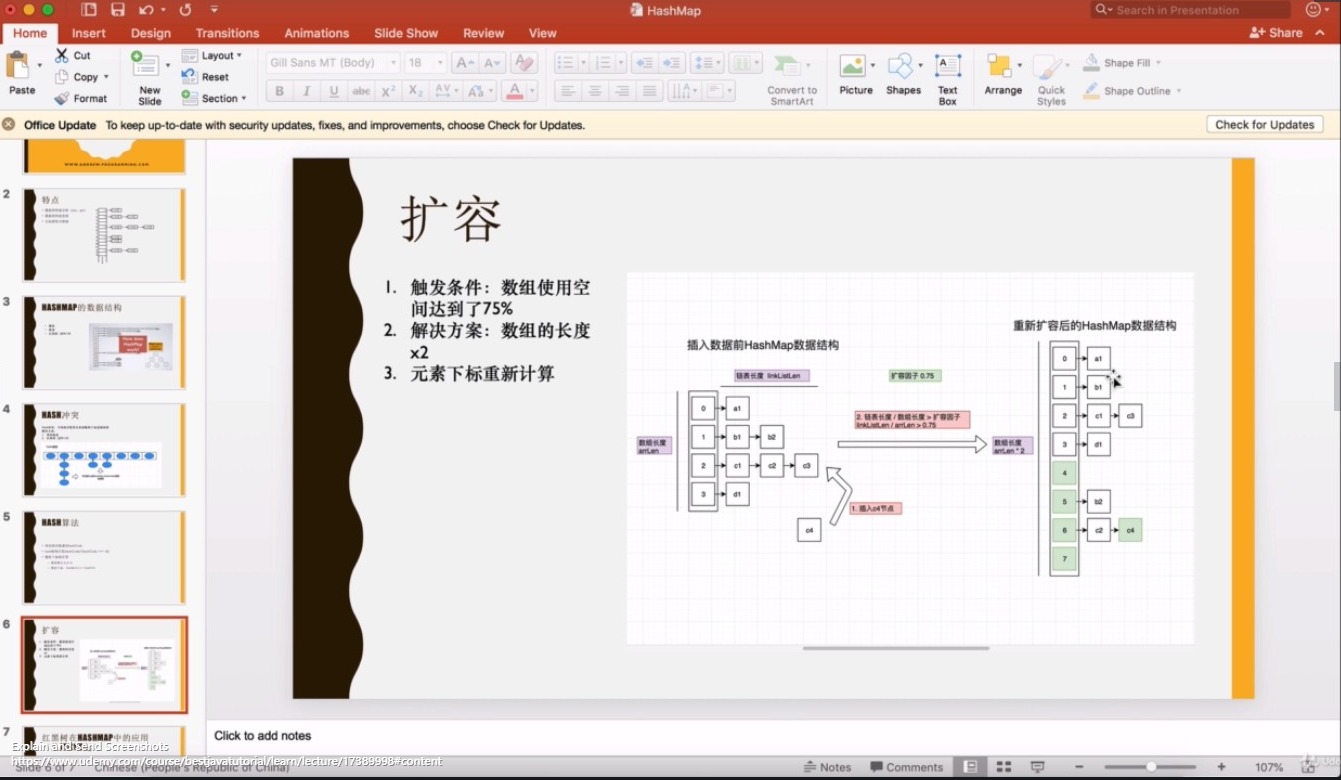 HashMap
Search in Presentation
Home
Insert
Design
Transitions
Animations
Slide Show
Review
View
Share
Paste
Cut
Copy
Format
New
Slide
Layout
Reset
Section
Gill Sans MT (Body)
18
Convert to
SmartArt
Picture
Shapes
Text
Box
Arrange
Quick
Styles
Shape Fill
Shape Outline
Office Update To keep up-to-date with security updates, fixes, and improvements, choose Check for Updates.
Check for Updates
WWW.ANDREW-PROGRAMMING.COM
2
特点
3
HASHMAP的数据结构
4
HASH冲突
5
HASH算法
6
扩容
7
红黑树在HASHMAP中的应用
扩容
1. 触发条件：数组使用空
间达到了75%
2. 解决方案：数组的长度
x2
3. 元素下标重新计算
插入数据前HashMap数据结构
链表长度 linkListLen
数组长度
arrLen
0
a1
1
b1
b2
2
c1
c2
c3
3
d1
c4
1. 插入c4节点
扩容因子 0.75
2. 链表长度 / 数组长度 > 扩容因子
linkListLen / arrLen > 0.75
重新扩容后的HashMap数据结构
数组长度
arrLen * 2
0
a1
1
b1
2
c1
c3
3
d1
4
5
b2
6
c2
c4
7
Click to add notes
Explain and Send Screenshots
https://www.udemy.com/course/bestjavatutorial/learn/lecture/17389998#content
Slide 6 of 7
Chinese (People's Republic of China)
Notes
Comments
107%